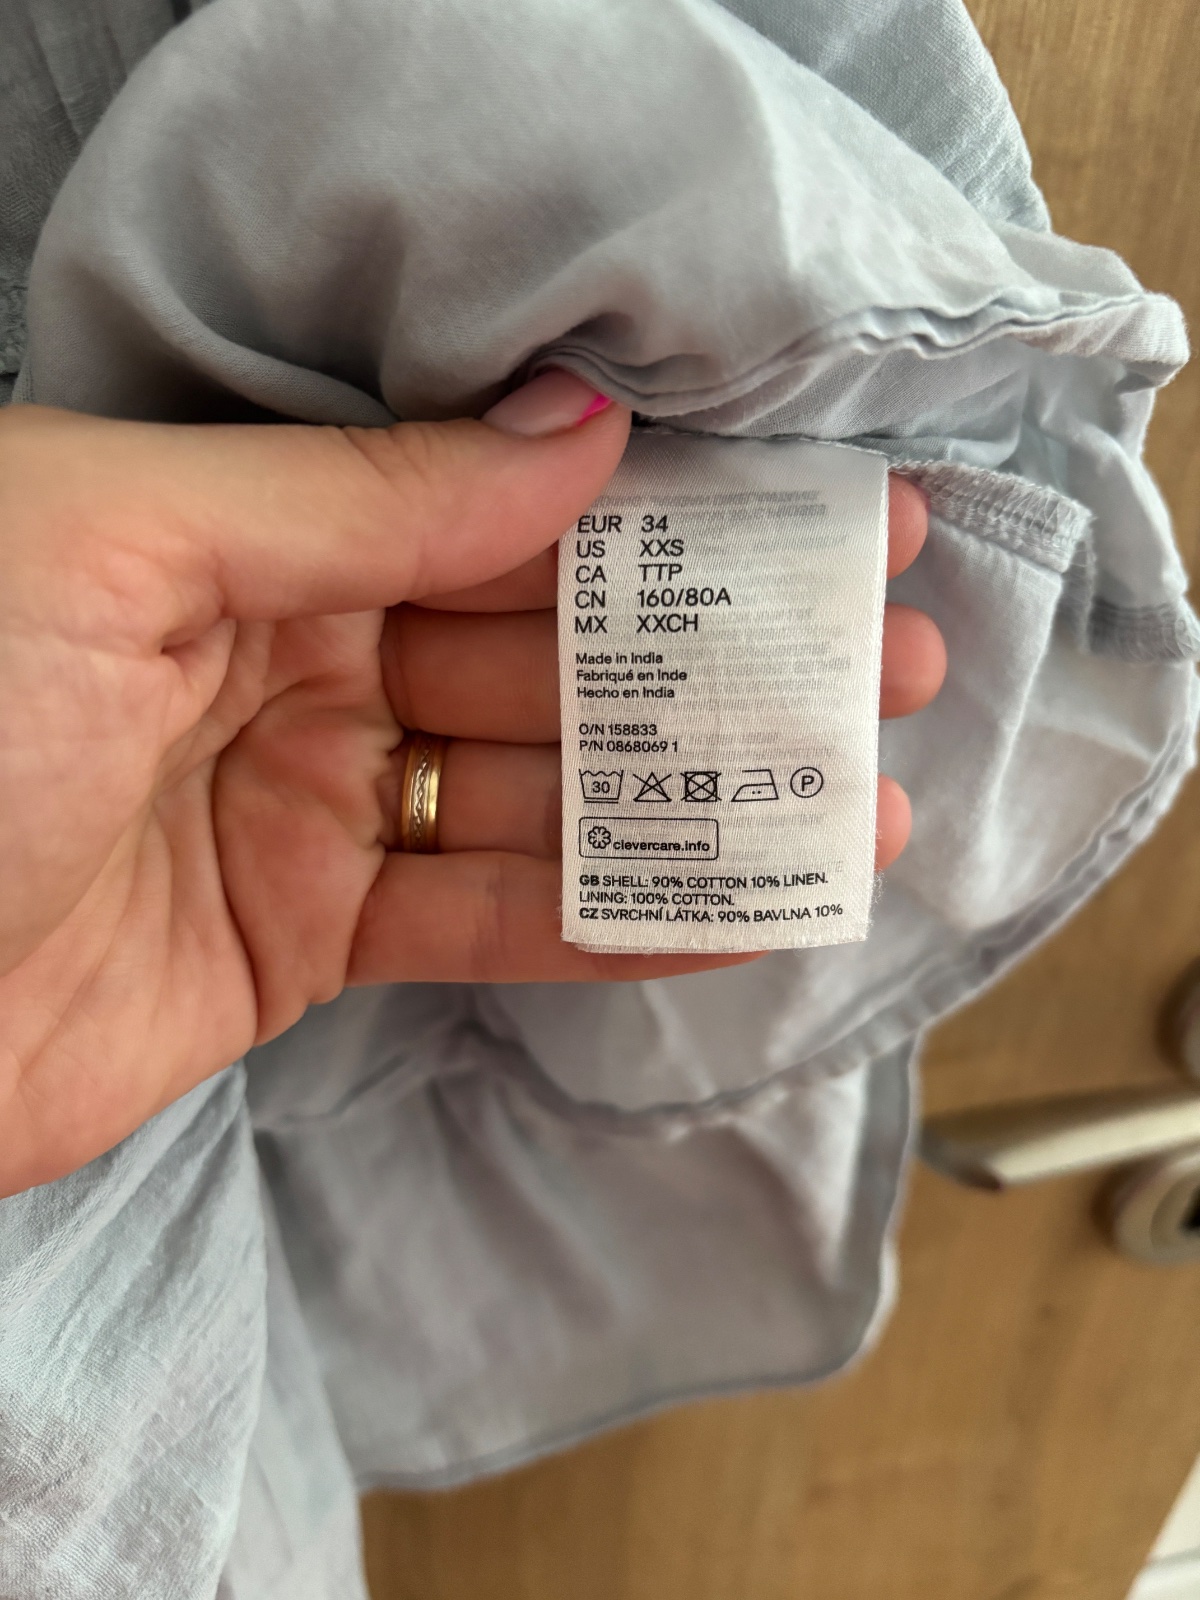 EUR 34
US XXS
CA TTP
CN 160/80A
MX XXCH
Made in India
Fabriqué en Inde
Hecho en India
O/N 158833
P/N 0868069 1
30
P
clevercare.info
GB SHELL: 90% COTTON 10% LINEN.
LINING: 100% COTTON.
CZ SVRCHNÍ LÁTKA: 90% BAVLNA 10%